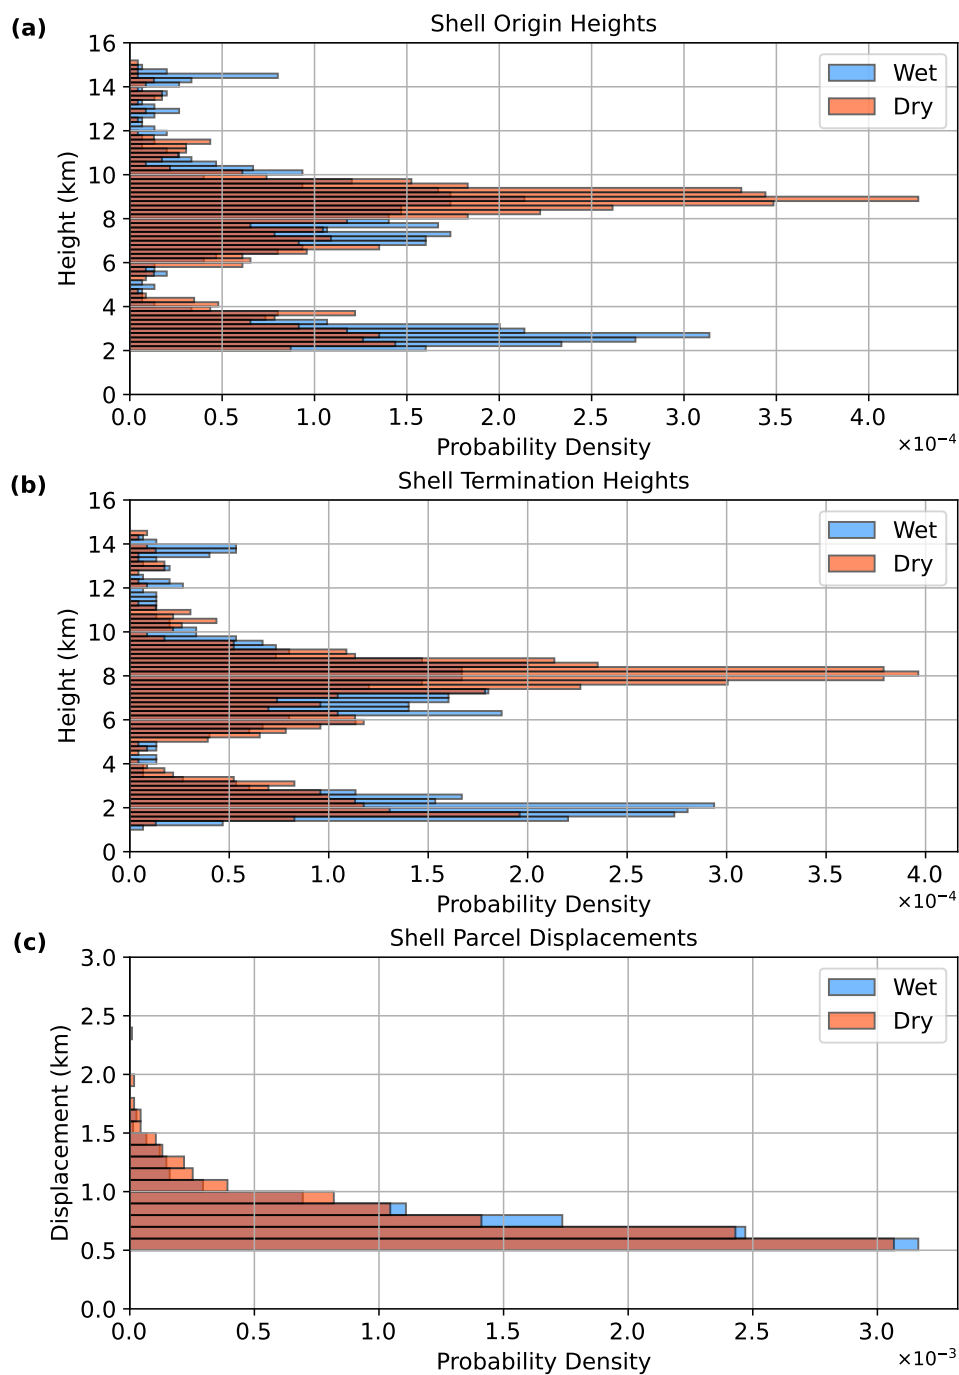 (a)
Shell Origin Heights
16
14
12
10
8
6
4
2
0
Height (km)
Wet
Dry
0.0 0.5 1.0 1.5 2.0 2.5 3.0 3.5 4.0
Probability Density
×10⁻⁴
(b)
Shell Termination Heights
16
14
12
10
8
6
4
2
0
Height (km)
Wet
Dry
0.0 0.5 1.0 1.5 2.0 2.5 3.0 3.5 4.0
Probability Density
×10⁻⁴
(c)
Shell Parcel Displacements
3.0
2.5
2.0
1.5
1.0
0.5
0.0
Displacement (km)
Wet
Dry
0.0 0.5 1.0 1.5 2.0 2.5 3.0
Probability Density
×10⁻³